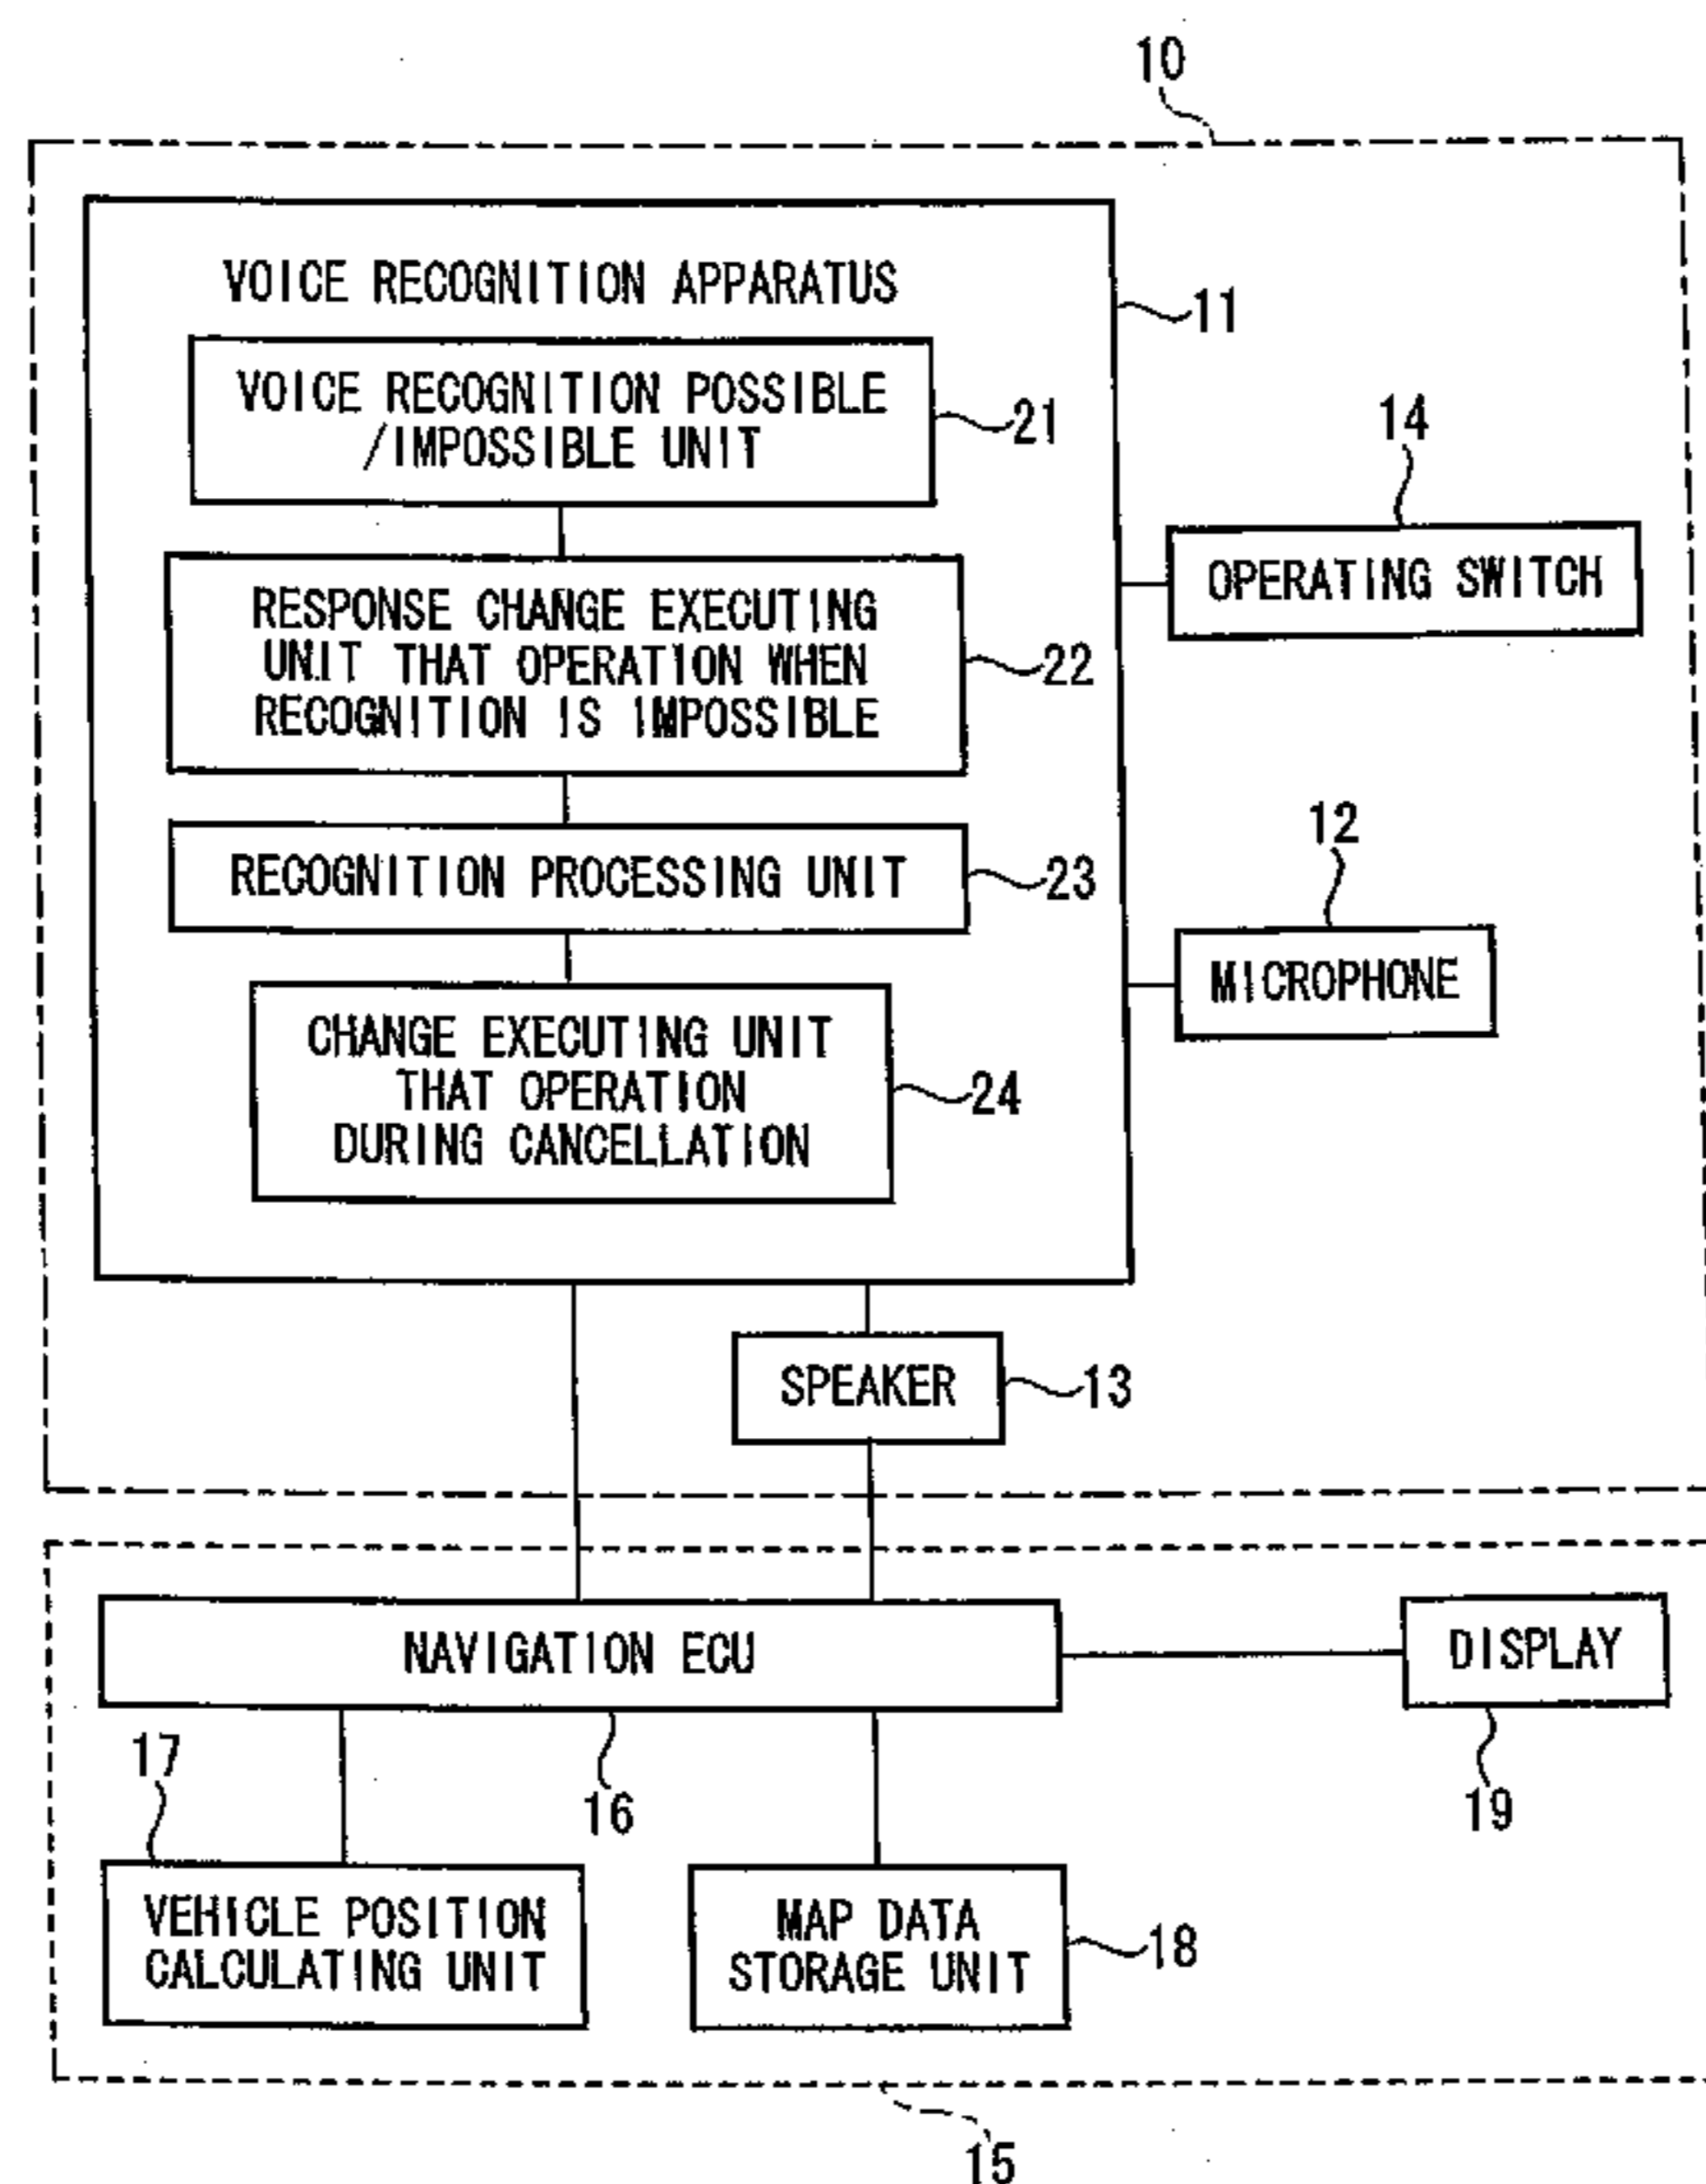 10
VOICE RECOGNITION APPARATUS
11
VOICE RECOGNITION POSSIBLE
/IMPOSSIBLE UNIT
21
14
OPERATING SWITCH
RESPONSE CHANGE EXECUTING
UNIT THAT OPERATION WHEN
RECOGNITION IS IMPOSSIBLE
22
12
RECOGNITION PROCESSING UNIT
23
MICROPHONE
CHANGE EXECUTING UNIT
THAT OPERATION
DURING CANCELLATION
24
SPEAKER
13
NAVIGATION ECU
DISPLAY
17
16
19
VEHICLE POSITION
CALCULATING UNIT
MAP DATA
STORAGE UNIT
18
15